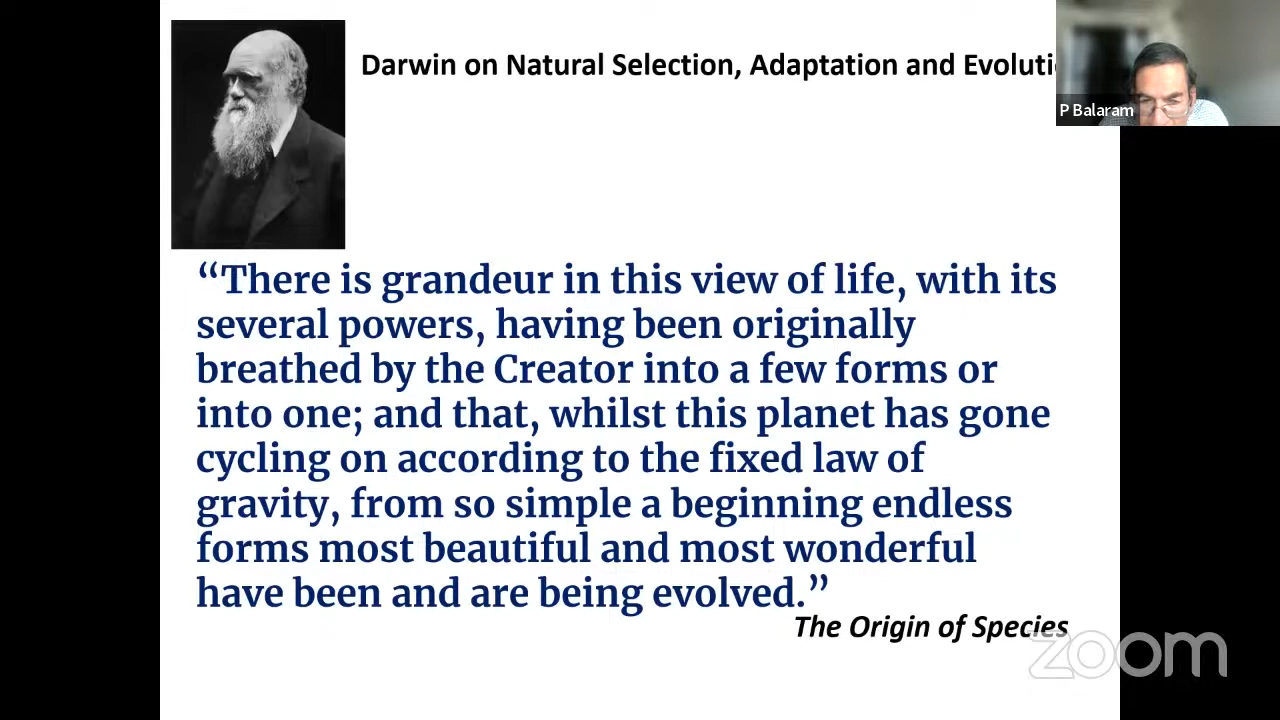 Darwin on Natural Selection, Adaptation and Evoluti
P Balaram
“There is grandeur in this view of life, with its
several powers, having been originally
breathed by the Creator into a few forms or
into one; and that, whilst this planet has gone
cycling on according to the fixed law of
gravity, from so simple a beginning endless
forms most beautiful and most wonderful
have been and are being evolved.”
The Origin of Species
zoom